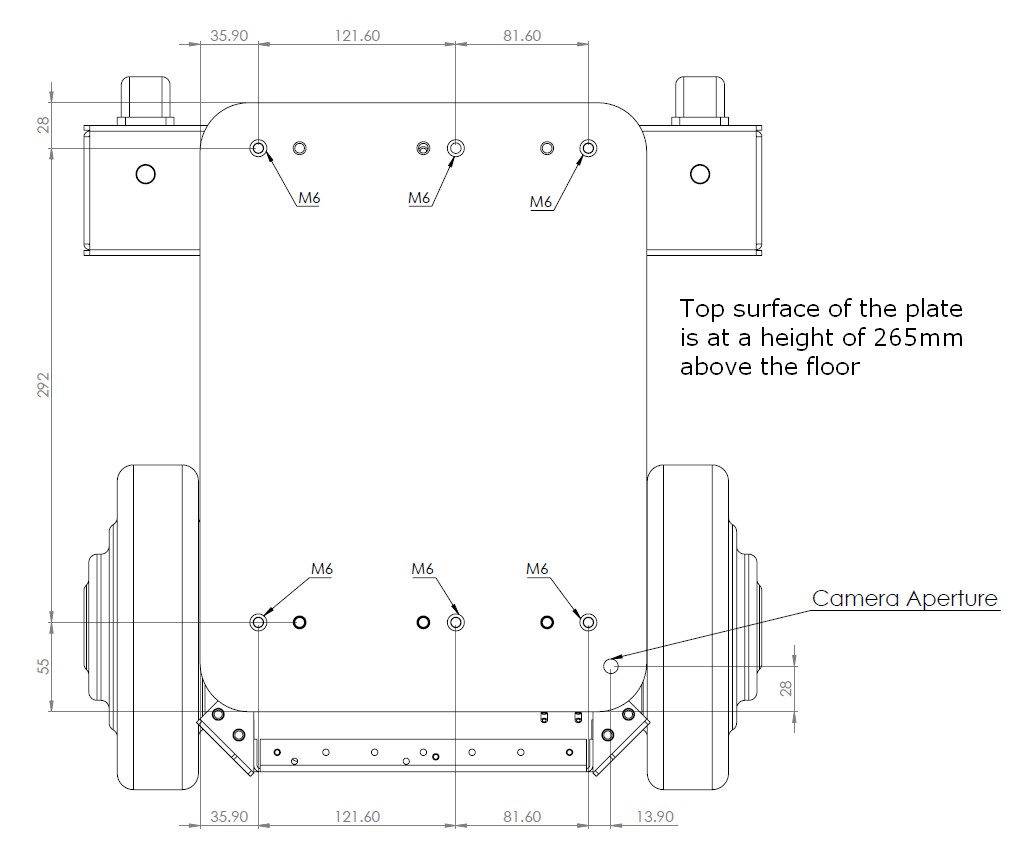 35.90 121.60 81.60
28
M6 M6 M6
Top surface of the plate
is at a height of 265mm
above the floor
292
M6 M6 M6
Camera Aperture
55
28
35.90 121.60 81.60 13.90